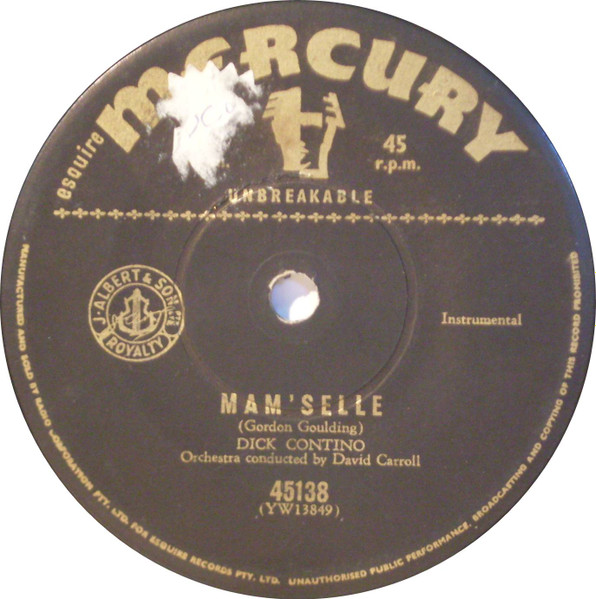 esquire
MERCURY
45
r.p.m.
UNBREAKABLE
J. ALBERT & SON PTY LTD
ROYALTY
Instrumental
MAM'SELLE
(Gordon Goulding)
DICK CONTINO
Orchestra conducted by David Carroll
45138
(YW13849)
MANUFACTURED AND SOLD BY RADIO CORPORATION PTY. LTD. FOR ESQUIRE RECORDS PTY. LTD. UNAUTHORISED PUBLIC PERFORMANCE, BROADCASTING AND COPYING OF THIS RECORD PROHIBITED